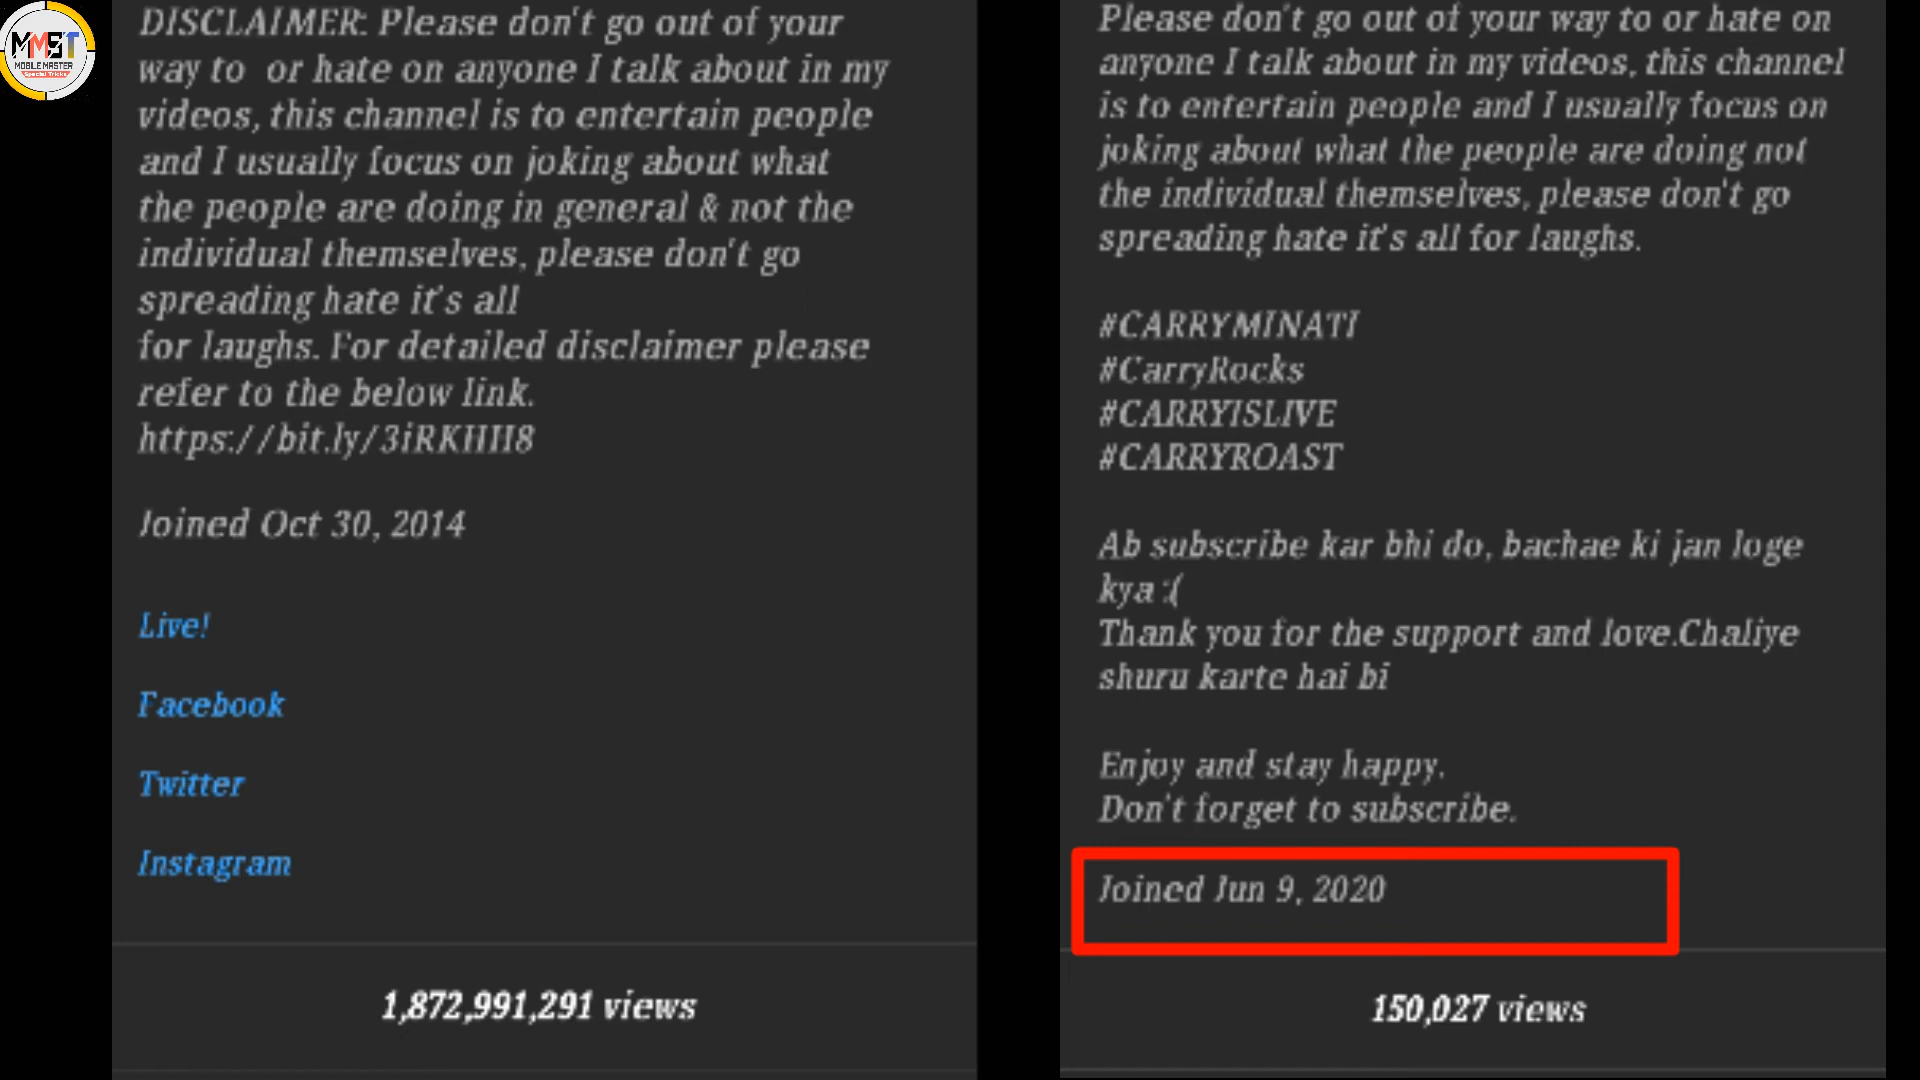 MMST
MOBILE MASTER
Special Tricks
DISCLAIMER: Please don't go out of your
way to or hate on anyone I talk about in my
videos, this channel is to entertain people
and I usually focus on joking about what
the people are doing in general & not the
individual themselves, please don't go
spreading hate it's all
for laughs. For detailed disclaimer please
refer to the below link.
https://bit.ly/3iRKHH8
Joined Oct 30, 2014
Live!
Facebook
Twitter
Instagram
1,872,991,291 views
Please don't go out of your way to or hate on
anyone I talk about in my videos, this channel
is to entertain people and I usually focus on
joking about what the people are doing not
the individual themselves, please don't go
spreading hate it's all for laughs.
#CARRYMINATI
#CarryRocks
#CARRYISLIVE
#CARRYROAST
Ab subscribe kar bhi do, bachae ki jan loge
kya :(
Thank you for the support and love.Chaliye
shuru karte hai bi
Enjoy and stay happy.
Don't forget to subscribe.
Joined Jun 9, 2020
150,027 views